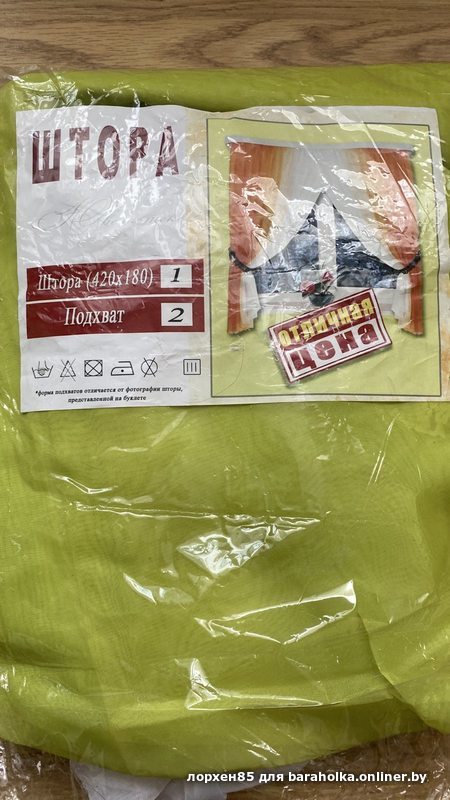 ШТОРА
Штора (420х180) 1
Подхват 2
ОТЛИЧНАЯ
цена
*форма подхватов отличается от фотографии шторы,
представленной на буклете
лорхен85 для baraholka.onliner.by